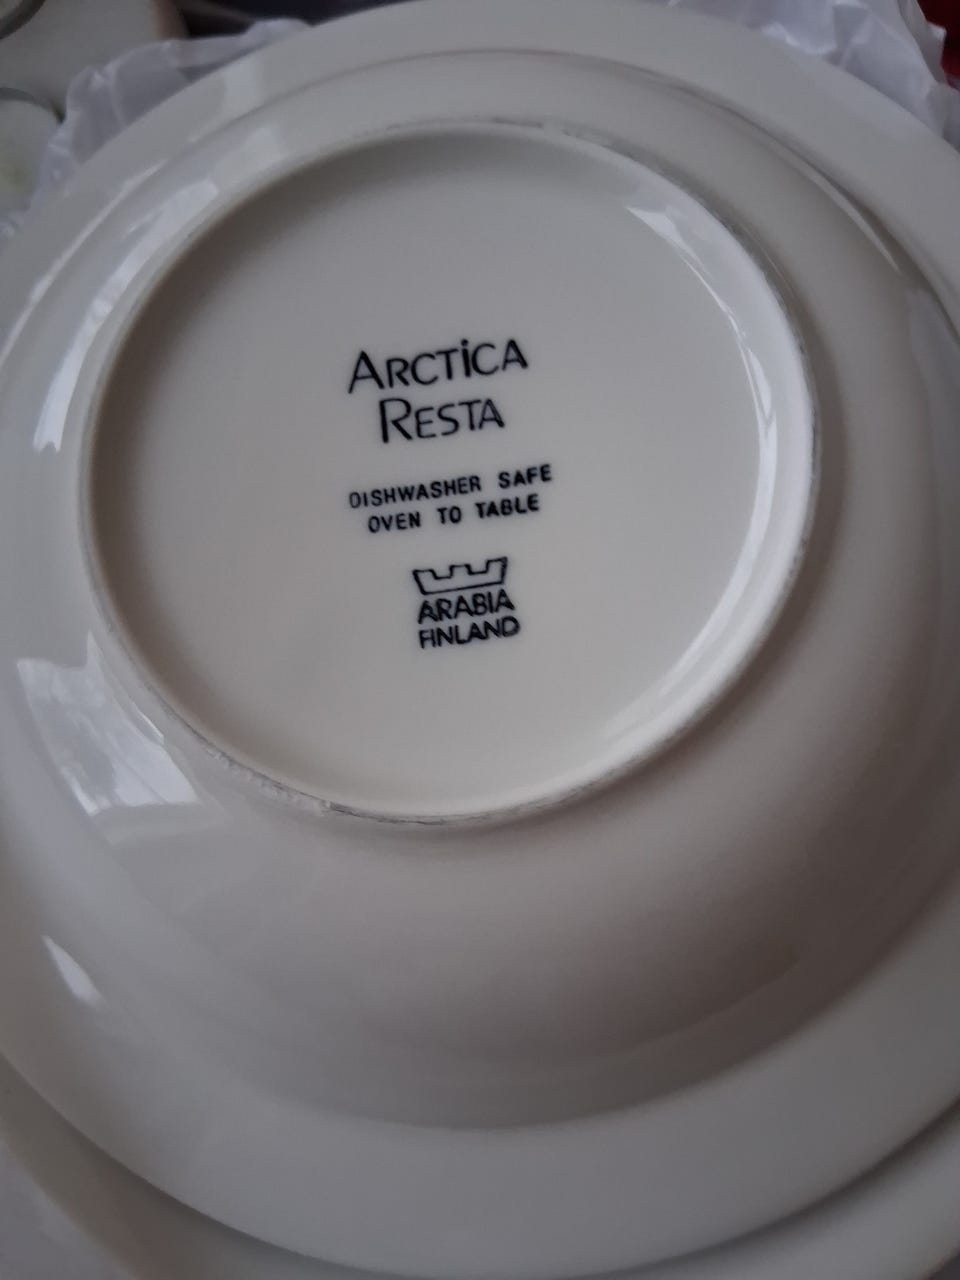 ARCTiCA
RESTA
DISHWASHER SAFE
OVEN TO TABLE
ARABIA
FINLAND